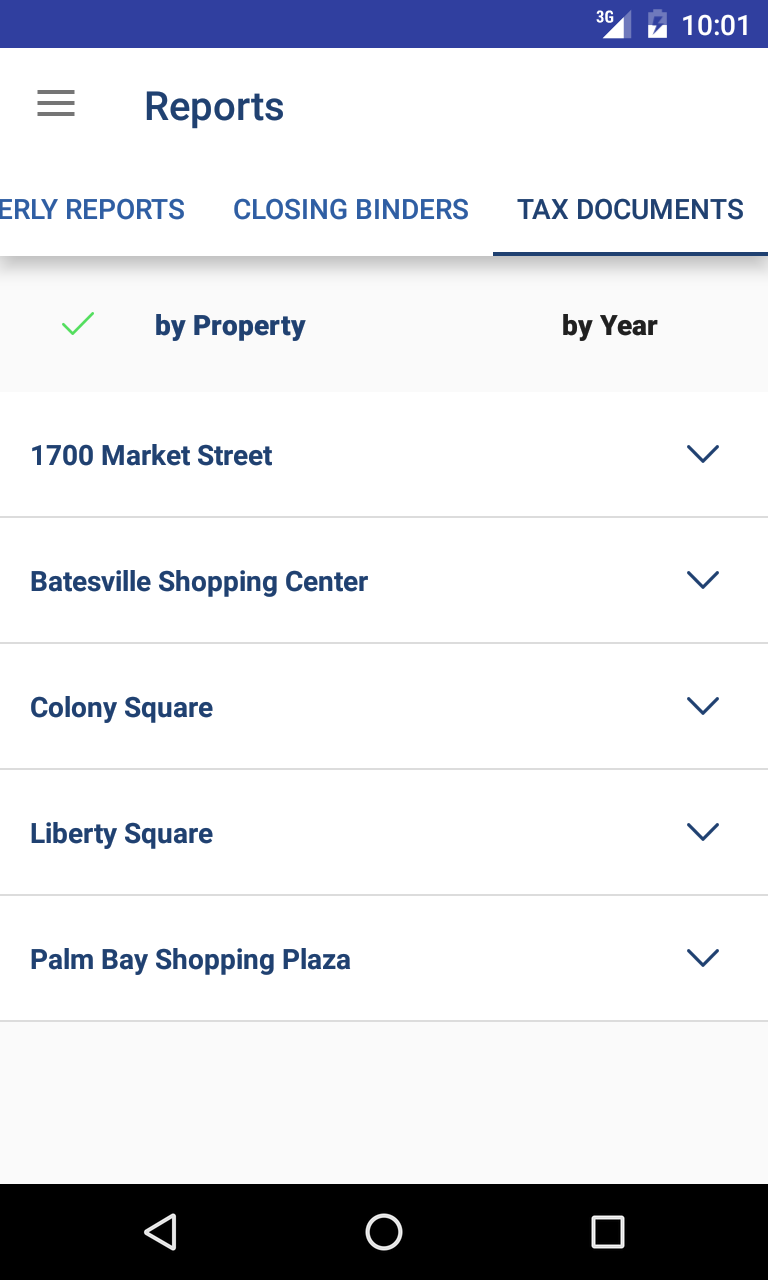 3G 10:01
Reports
ERLY REPORTS CLOSING BINDERS TAX DOCUMENTS
by Property by Year
1700 Market Street
Batesville Shopping Center
Colony Square
Liberty Square
Palm Bay Shopping Plaza